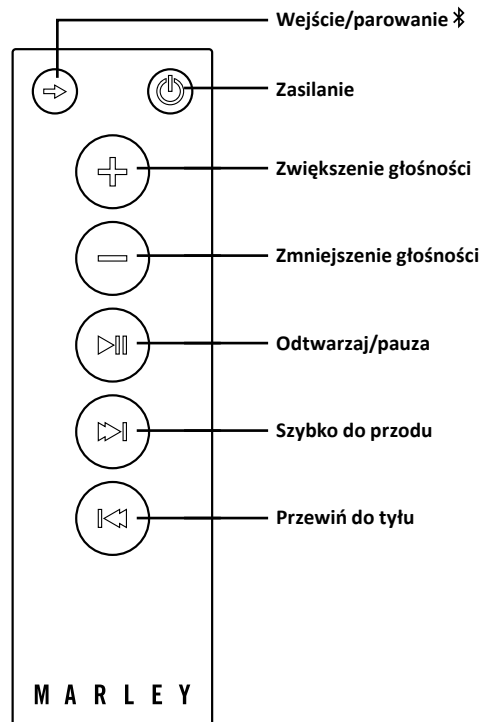 Wejście/parowanie
Zasilanie
Zwiększenie głośności
Zmniejszenie głośności
Odtwarzaj/pauza
Szybko do przodu
Przewiń do tyłu
MARLEY